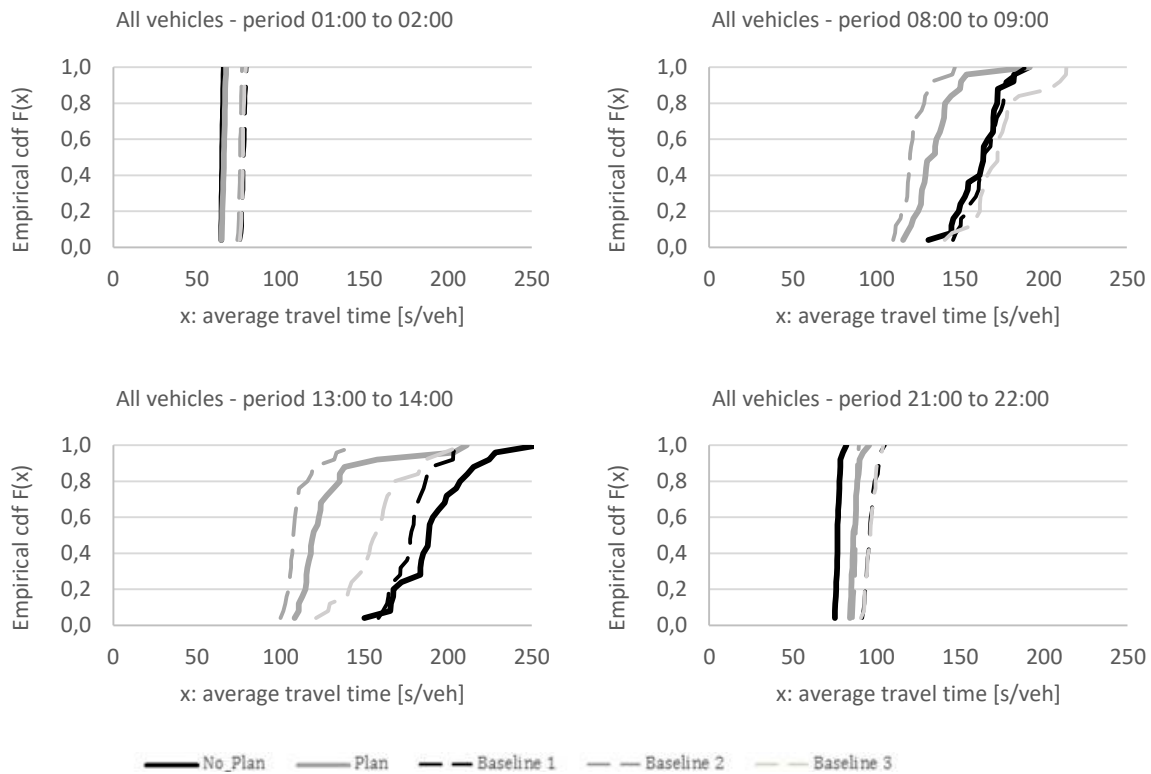 All vehicles - period 01:00 to 02:00
Empirical cdf F(x)
1,0
0,8
0,6
0,4
0,2
0,0
0 50 100 150 200 250
x: average travel time [s/veh]
All vehicles - period 08:00 to 09:00
Empirical cdf F(x)
1,0
0,8
0,6
0,4
0,2
0,0
0 50 100 150 200 250
x: average travel time [s/veh]
All vehicles - period 13:00 to 14:00
Empirical cdf F(x)
1,0
0,8
0,6
0,4
0,2
0,0
0 50 100 150 200 250
x: average travel time [s/veh]
All vehicles - period 21:00 to 22:00
Empirical cdf F(x)
1,0
0,8
0,6
0,4
0,2
0,0
0 50 100 150 200 250
x: average travel time [s/veh]
No_Plan Plan Baseline 1 Baseline 2 Baseline 3